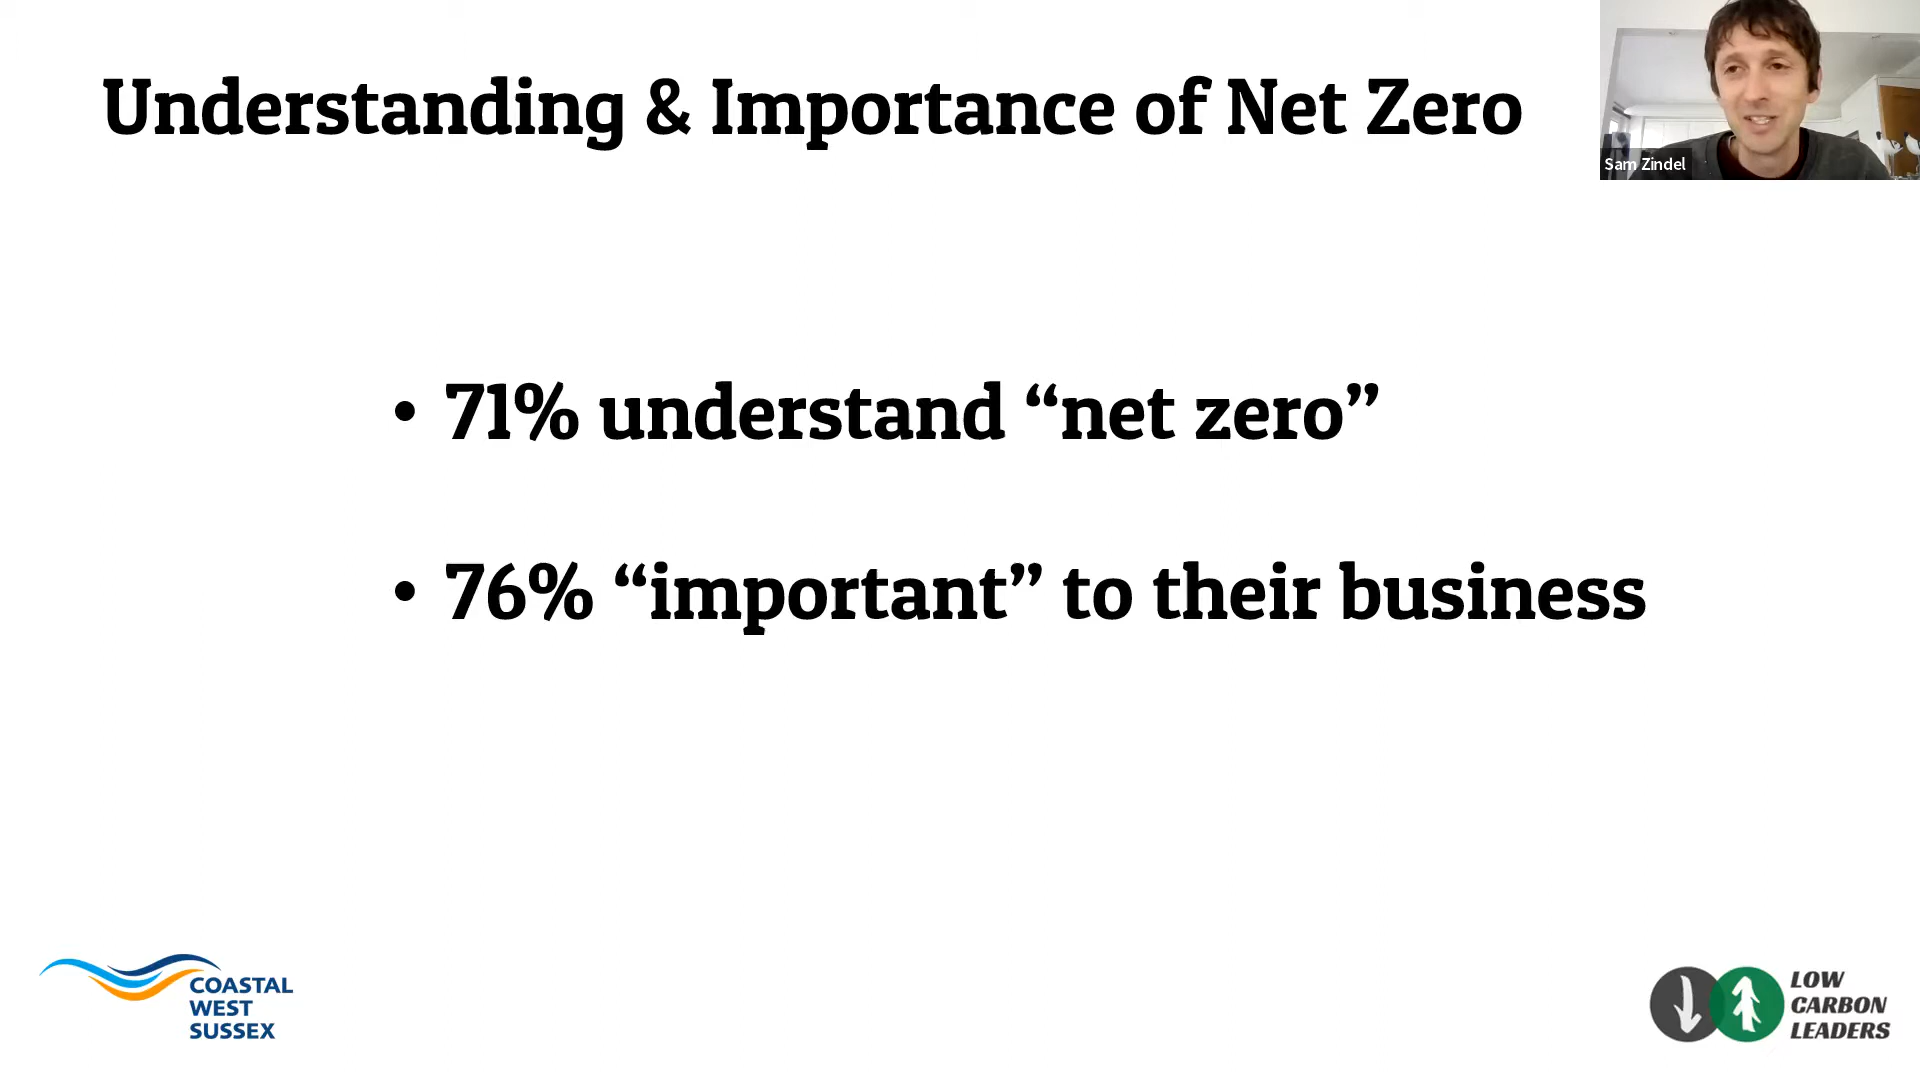 Understanding & Importance of Net Zero
Sam Zindel
• 71% understand “net zero”
• 76% “important” to their business
COASTAL
WEST
SUSSEX
LOW
CARBON
LEADERS